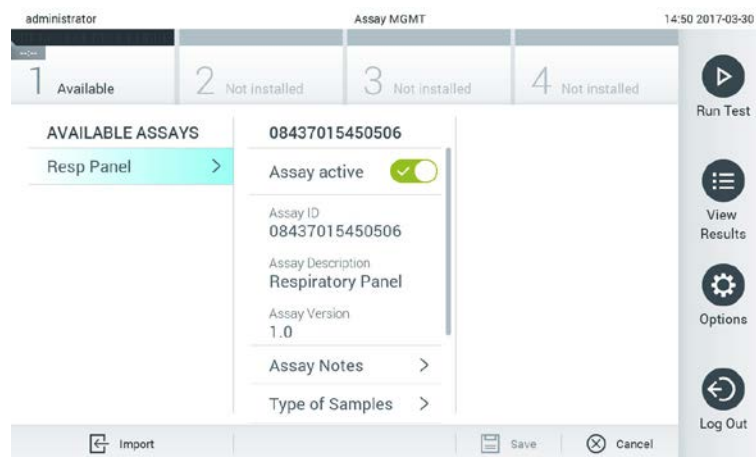 administrator Assay MGMT 14:50 2017-03-30
--:--
1 Available 2 Not installed 3 Not installed 4 Not installed
Run Test
AVAILABLE ASSAYS 08437015450506
Resp Panel Assay active
View
Results
Assay ID
08437015450506
Assay Description
Respiratory Panel
Options
Assay Version
1.0
Assay Notes
Type of Samples
Log Out
Import Save Cancel